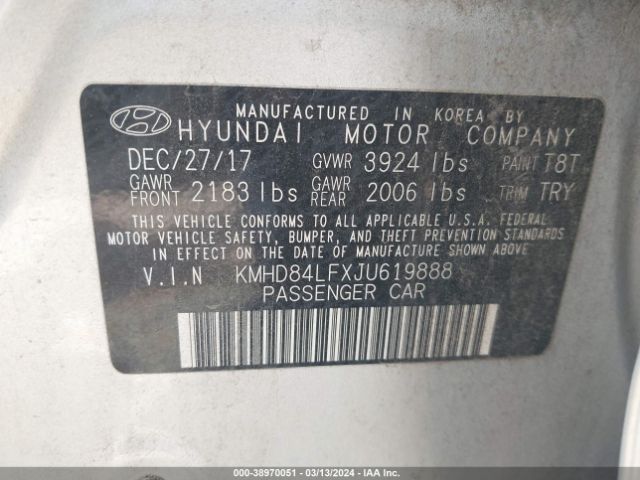 MANUFACTURED IN KOREA BY
HYUNDAI MOTOR COMPANY
DEC/27/17 GVWR 3924 lbs PAINT T8T
GAWR FRONT 2183 lbs GAWR REAR 2006 lbs TRIM TRY
THIS VEHICLE CONFORMS TO ALL APPLICABLE U.S.A. FEDERAL
MOTOR VEHICLE SAFETY, BUMPER, AND THEFT PREVENTION STANDARDS
IN EFFECT ON THE DATE OF MANUFACTURE SHOWN ABOVE.
V.I.N KMHD84LFXJU619888
PASSENGER CAR
000-38970051 - 03/13/2024 - IAA Inc.